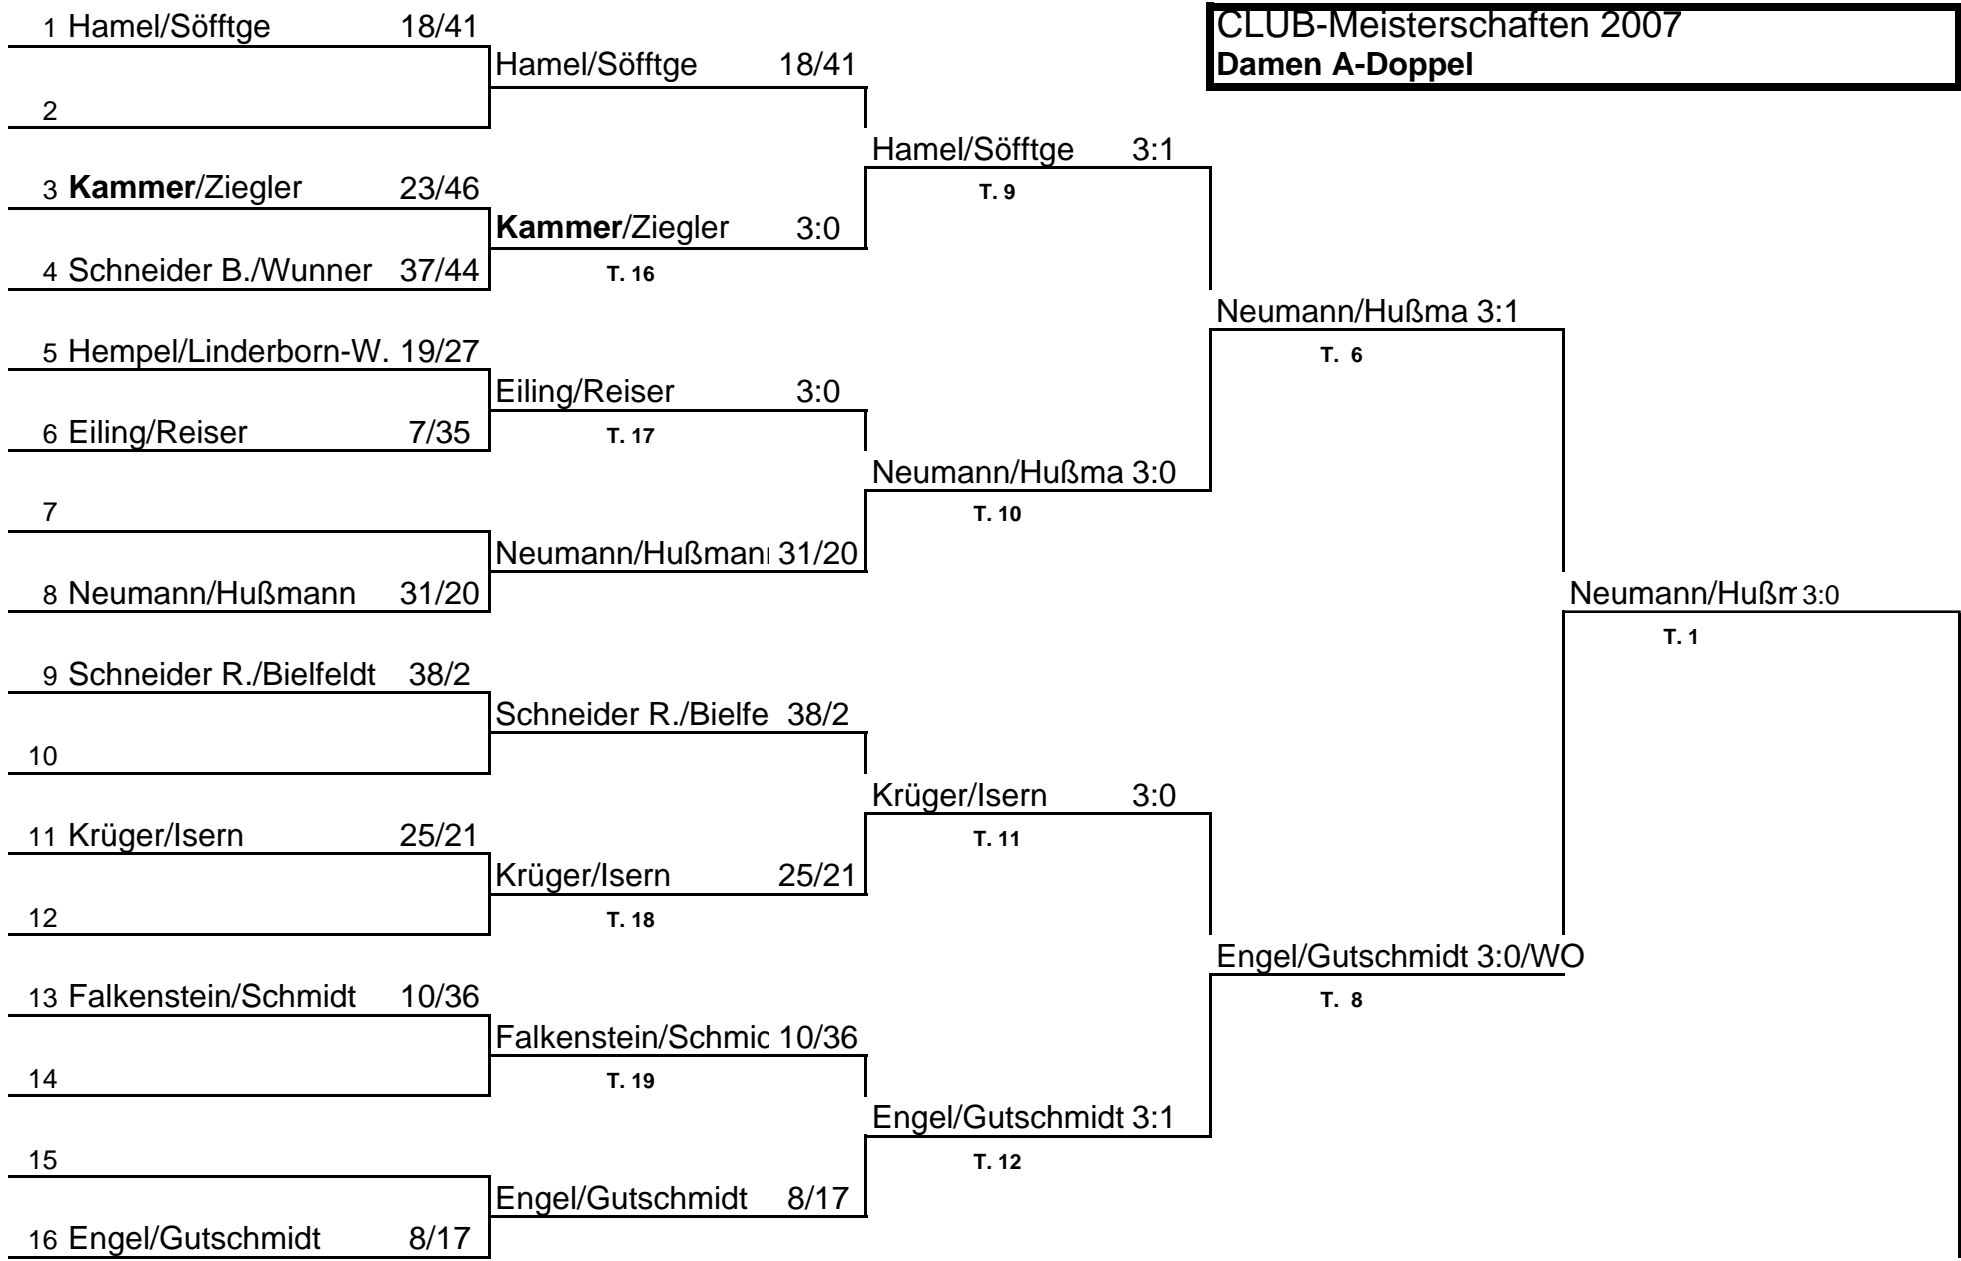 CLUB-Meisterschaften 2007
Damen A-Doppel
1 Hamel/Söfftge 18/41
2
3 Kammer/Ziegler 23/46
4 Schneider B./Wunner 37/44
5 Hempel/Linderborn-W. 19/27
6 Eiling/Reiser 7/35
7
8 Neumann/Hußmann 31/20
9 Schneider R./Bielfeldt 38/2
10
11 Krüger/Isern 25/21
12
13 Falkenstein/Schmidt 10/36
14
15
16 Engel/Gutschmidt 8/17
Hamel/Söfftge 18/41
Kammer/Ziegler 3:0
T. 16
Eiling/Reiser 3:0
T. 17
Neumann/Hußmann 31/20
Schneider R./Bielfe 38/2
Krüger/Isern 25/21
T. 18
Falkenstein/Schmid 10/36
T. 19
Engel/Gutschmidt 8/17
Hamel/Söfftge 3:1
T. 9
Neumann/Hußma 3:0
T. 10
Krüger/Isern 3:0
T. 11
Engel/Gutschmidt 3:1
T. 12
Neumann/Hußma 3:1
T. 6
Engel/Gutschmidt 3:0/WO
T. 8
Neumann/Hußm 3:0
T. 1